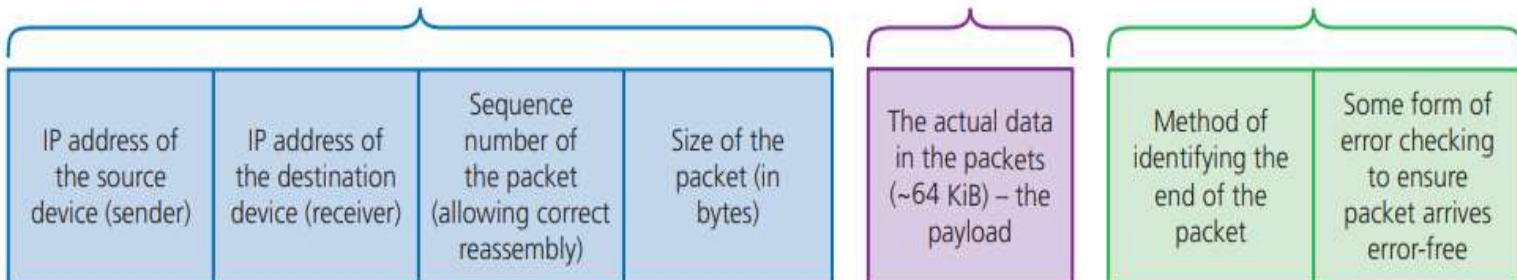 IP address of
the source
device (sender)
IP address of
the destination
device (receiver)
Sequence
number of
the packet
(allowing correct
reassembly)
Size of the
packet (in
bytes)
The actual data
in the packets
(~64 KiB) – the
payload
Method of
identifying the
end of the
packet
Some form of
error checking
to ensure
packet arrives
error-free